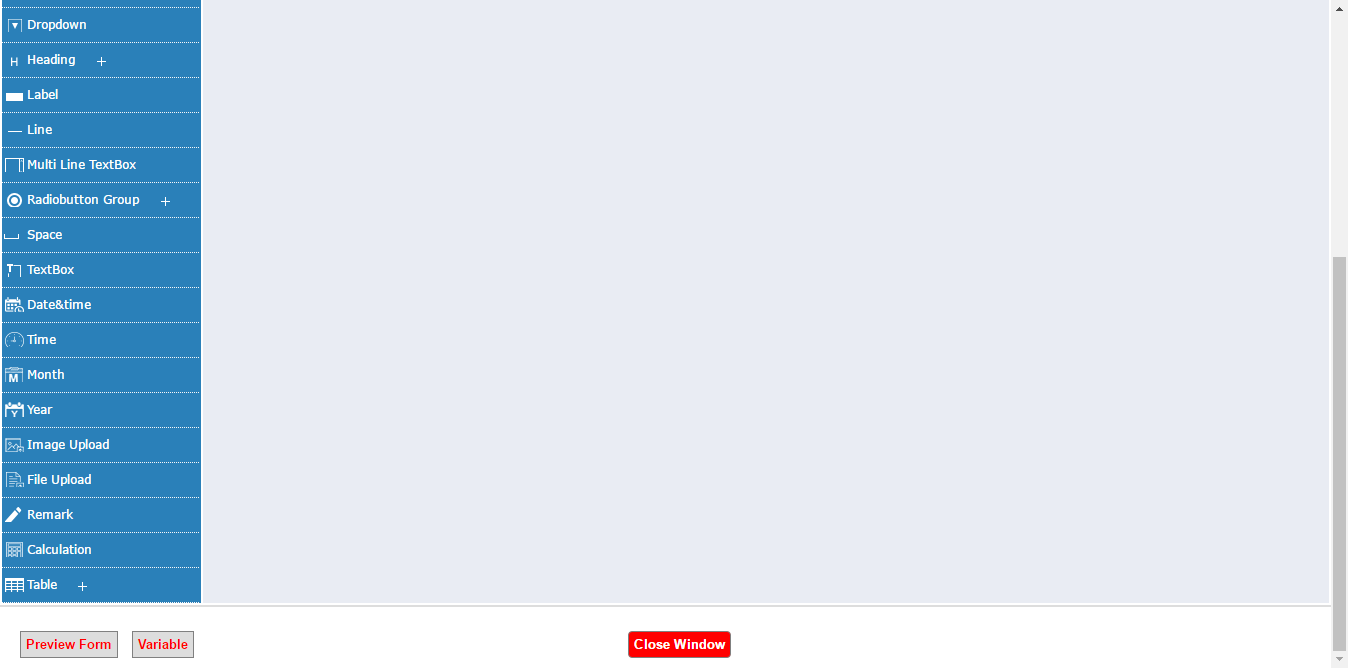 Dropdown
Heading +
Label
Line
Multi Line TextBox
Radiobutton Group +
Space
TextBox
Date&time
Time
Month
Year
Image Upload
File Upload
Remark
Calculation
Table +
Preview Form Variable Close Window